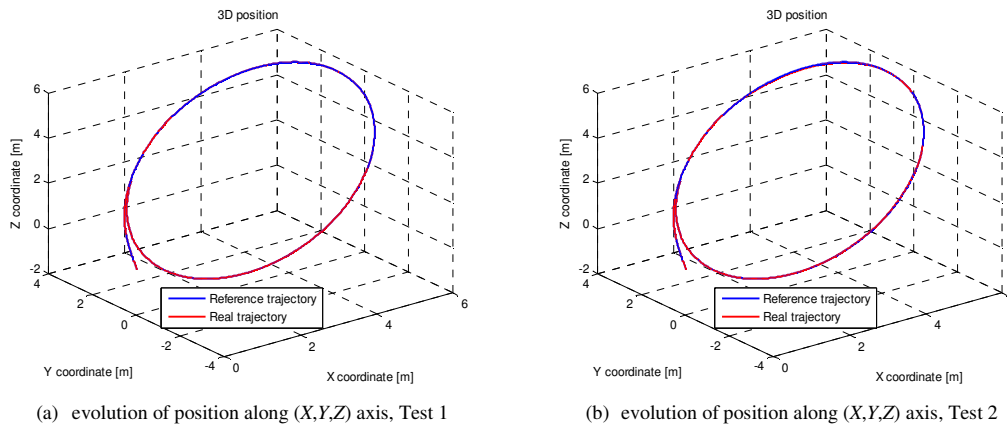 3D position
6
4
2
0
-2
Z coordinate [m]
4
2
0
-2
-4
Y coordinate [m]
0
2
4
6
X coordinate [m]
Reference trajectory
Real trajectory
(a) evolution of position along (X,Y,Z) axis, Test 1
3D position
6
4
2
0
-2
Z coordinate [m]
4
2
0
-2
-4
Y coordinate [m]
0
2
4
X coordinate [m]
Reference trajectory
Real trajectory
(b) evolution of position along (X,Y,Z) axis, Test 2